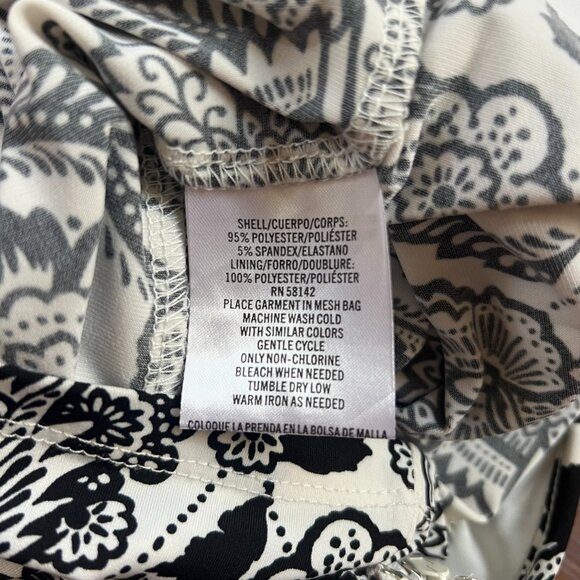 SHELL/CUERPO/CORPS:
95% POLYESTER/POLIÉSTER
5% SPANDEX/ELASTANO
LINING/FORRO/DOUBLURE:
100% POLYESTER/POLIÉSTER
RN 58142
PLACE GARMENT IN MESH BAG
MACHINE WASH COLD
WITH SIMILAR COLORS
GENTLE CYCLE
ONLY NON-CHLORINE
BLEACH WHEN NEEDED
TUMBLE DRY LOW
WARM IRON AS NEEDED
COLOQUE LA PRENDA EN LA BOLSA DE MALLA